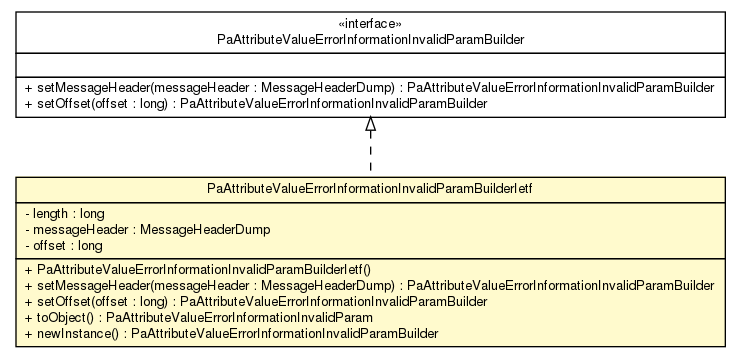 «interface»
PaAttributeValueErrorInformationInvalidParamBuilder
+ setMessageHeader(messageHeader : MessageHeaderDump) : PaAttributeValueErrorInformationInvalidParamBuilder
+ setOffset(offset : long) : PaAttributeValueErrorInformationInvalidParamBuilder
PaAttributeValueErrorInformationInvalidParamBuilderIetf
- length : long
- messageHeader : MessageHeaderDump
- offset : long
+ PaAttributeValueErrorInformationInvalidParamBuilderIetf()
+ setMessageHeader(messageHeader : MessageHeaderDump) : PaAttributeValueErrorInformationInvalidParamBuilder
+ setOffset(offset : long) : PaAttributeValueErrorInformationInvalidParamBuilder
+ toObject() : PaAttributeValueErrorInformationInvalidParam
+ newInstance() : PaAttributeValueErrorInformationInvalidParamBuilder